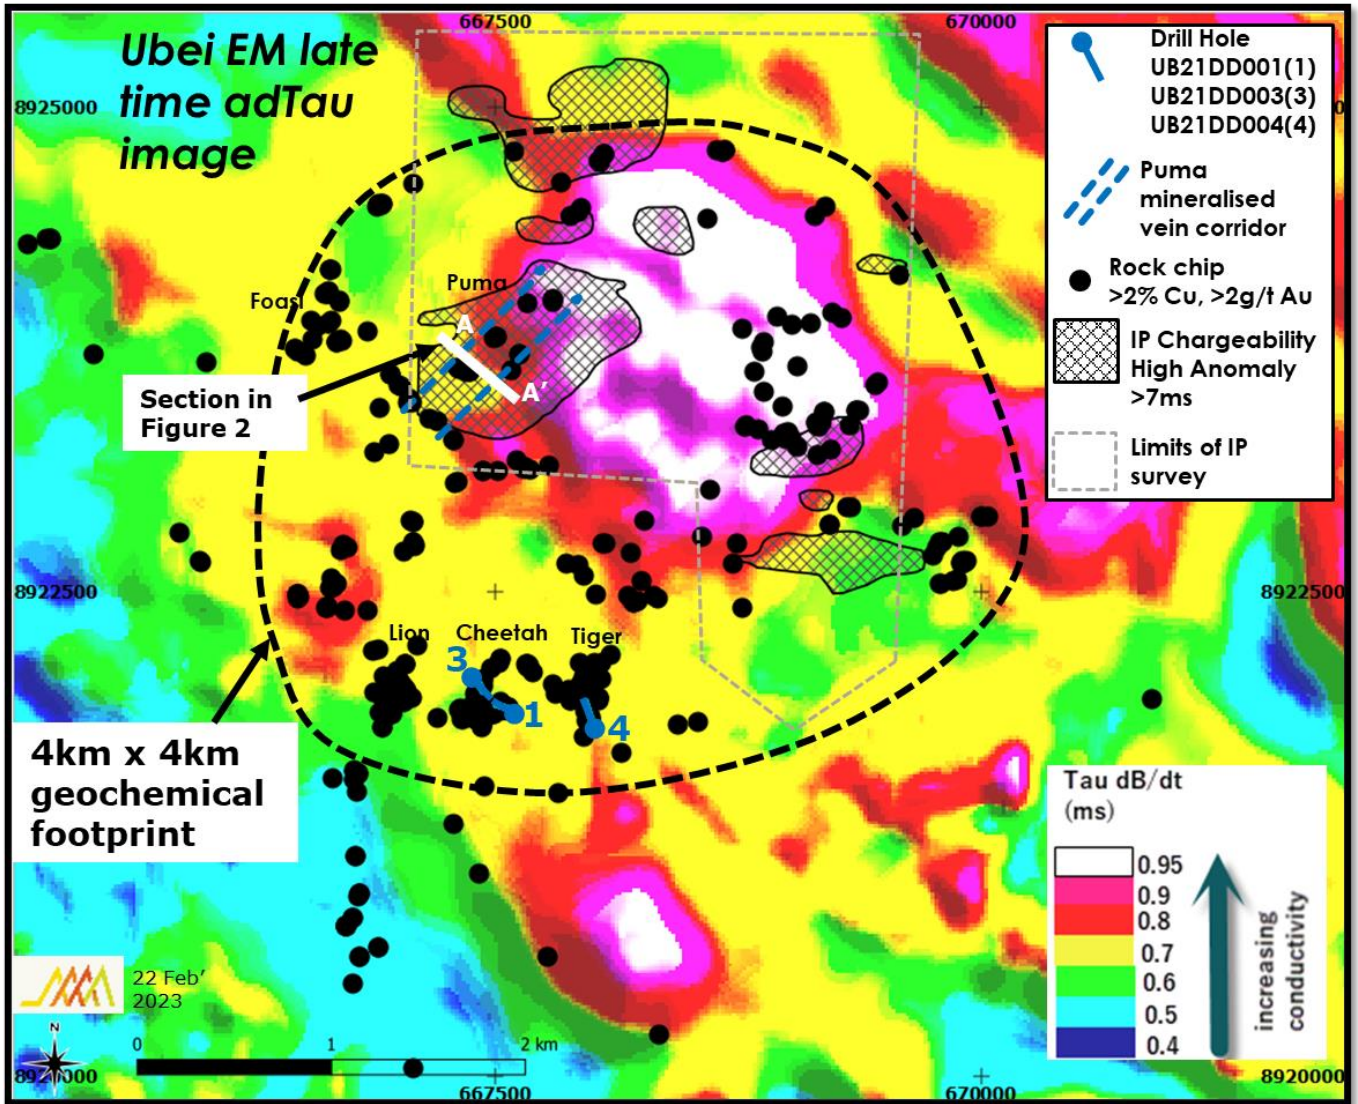 667500
670000
Ubei EM late
time adTau
image
8925000
Drill Hole
UB21DD001(1)
UB21DD003(3)
UB21DD004(4)
Puma
mineralised
vein corridor
Rock chip
>2% Cu, >2g/t Au
IP Chargeability
High Anomaly
>7ms
Limits of IP
survey
Puma
Foasi
A
A'
Section in
Figure 2
8922500
8922500
Lion
Cheetah
Tiger
3
1
4
4km x 4km
geochemical
footprint
Tau dB/dt
(ms)
0.95
0.9
0.8
0.7
0.6
0.5
0.4
increasing
conductivity
22 Feb’
2023
N
0
1
2 km
8920000
667500
670000
8920000